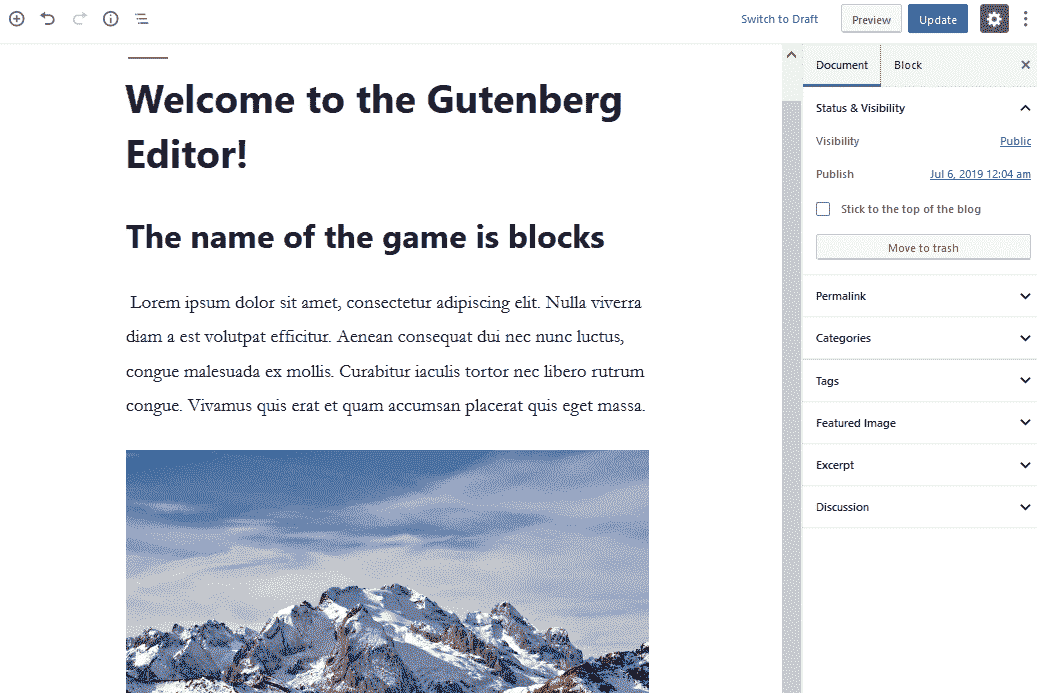 Switch to Draft
Preview
Update
Welcome to the Gutenberg
Editor!
The name of the game is blocks
Lorem ipsum dolor sit amet, consectetur adipiscing elit. Nulla viverra
diam a est volutpat efficitur. Aenean consequat dui nec nunc luctus,
congue malesuada ex mollis. Curabitur iaculis tortor nec libero rutrum
congue. Vivamus quis erat et quam accumsan placerat quis eget massa.
Document
Block
Status & Visibility
Visibility Public
Publish Jul 6, 2019 12:04 am
Stick to the top of the blog
Move to trash
Permalink
Categories
Tags
Featured Image
Excerpt
Discussion